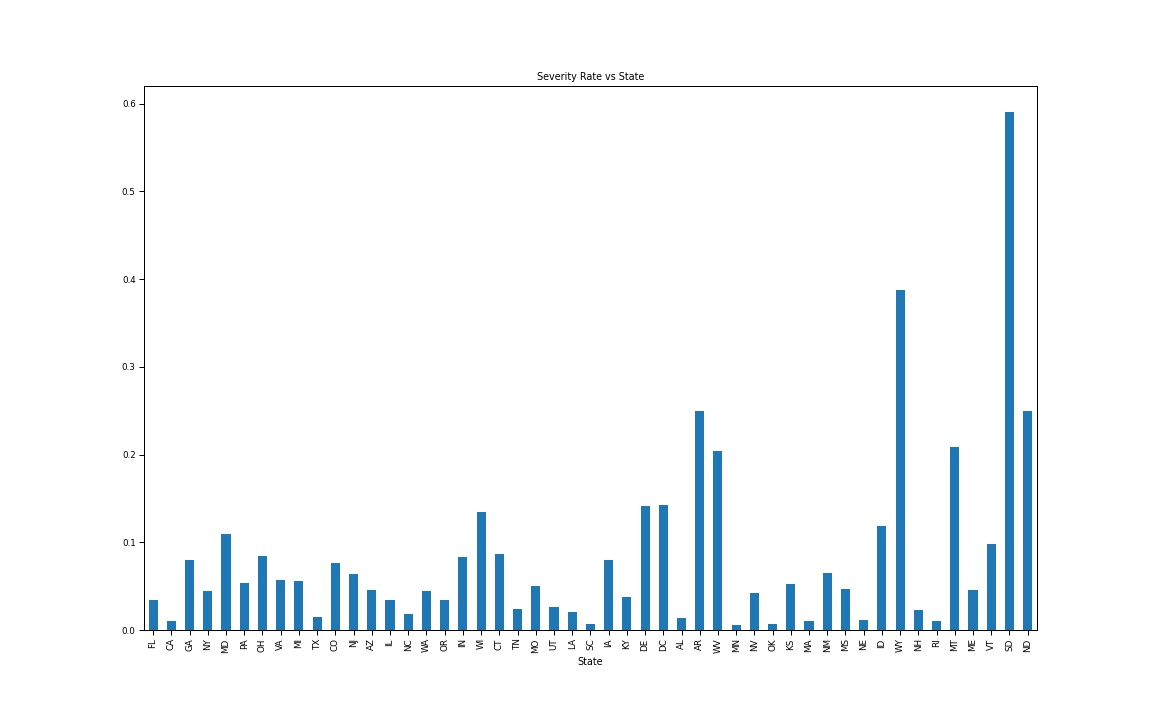 Severity Rate vs State
0.6
0.5
0.4
0.3
0.2
0.1
0.0
FL CA GA NY MD PA OH VA MI TX CO NJ AZ IL NC WA OR IN WI CT TN MO UT LA SC IA KY DE DC AL AR WV MN NV OK KS MA NM MS NE ID WY NH RI MT ME VT SD ND
State